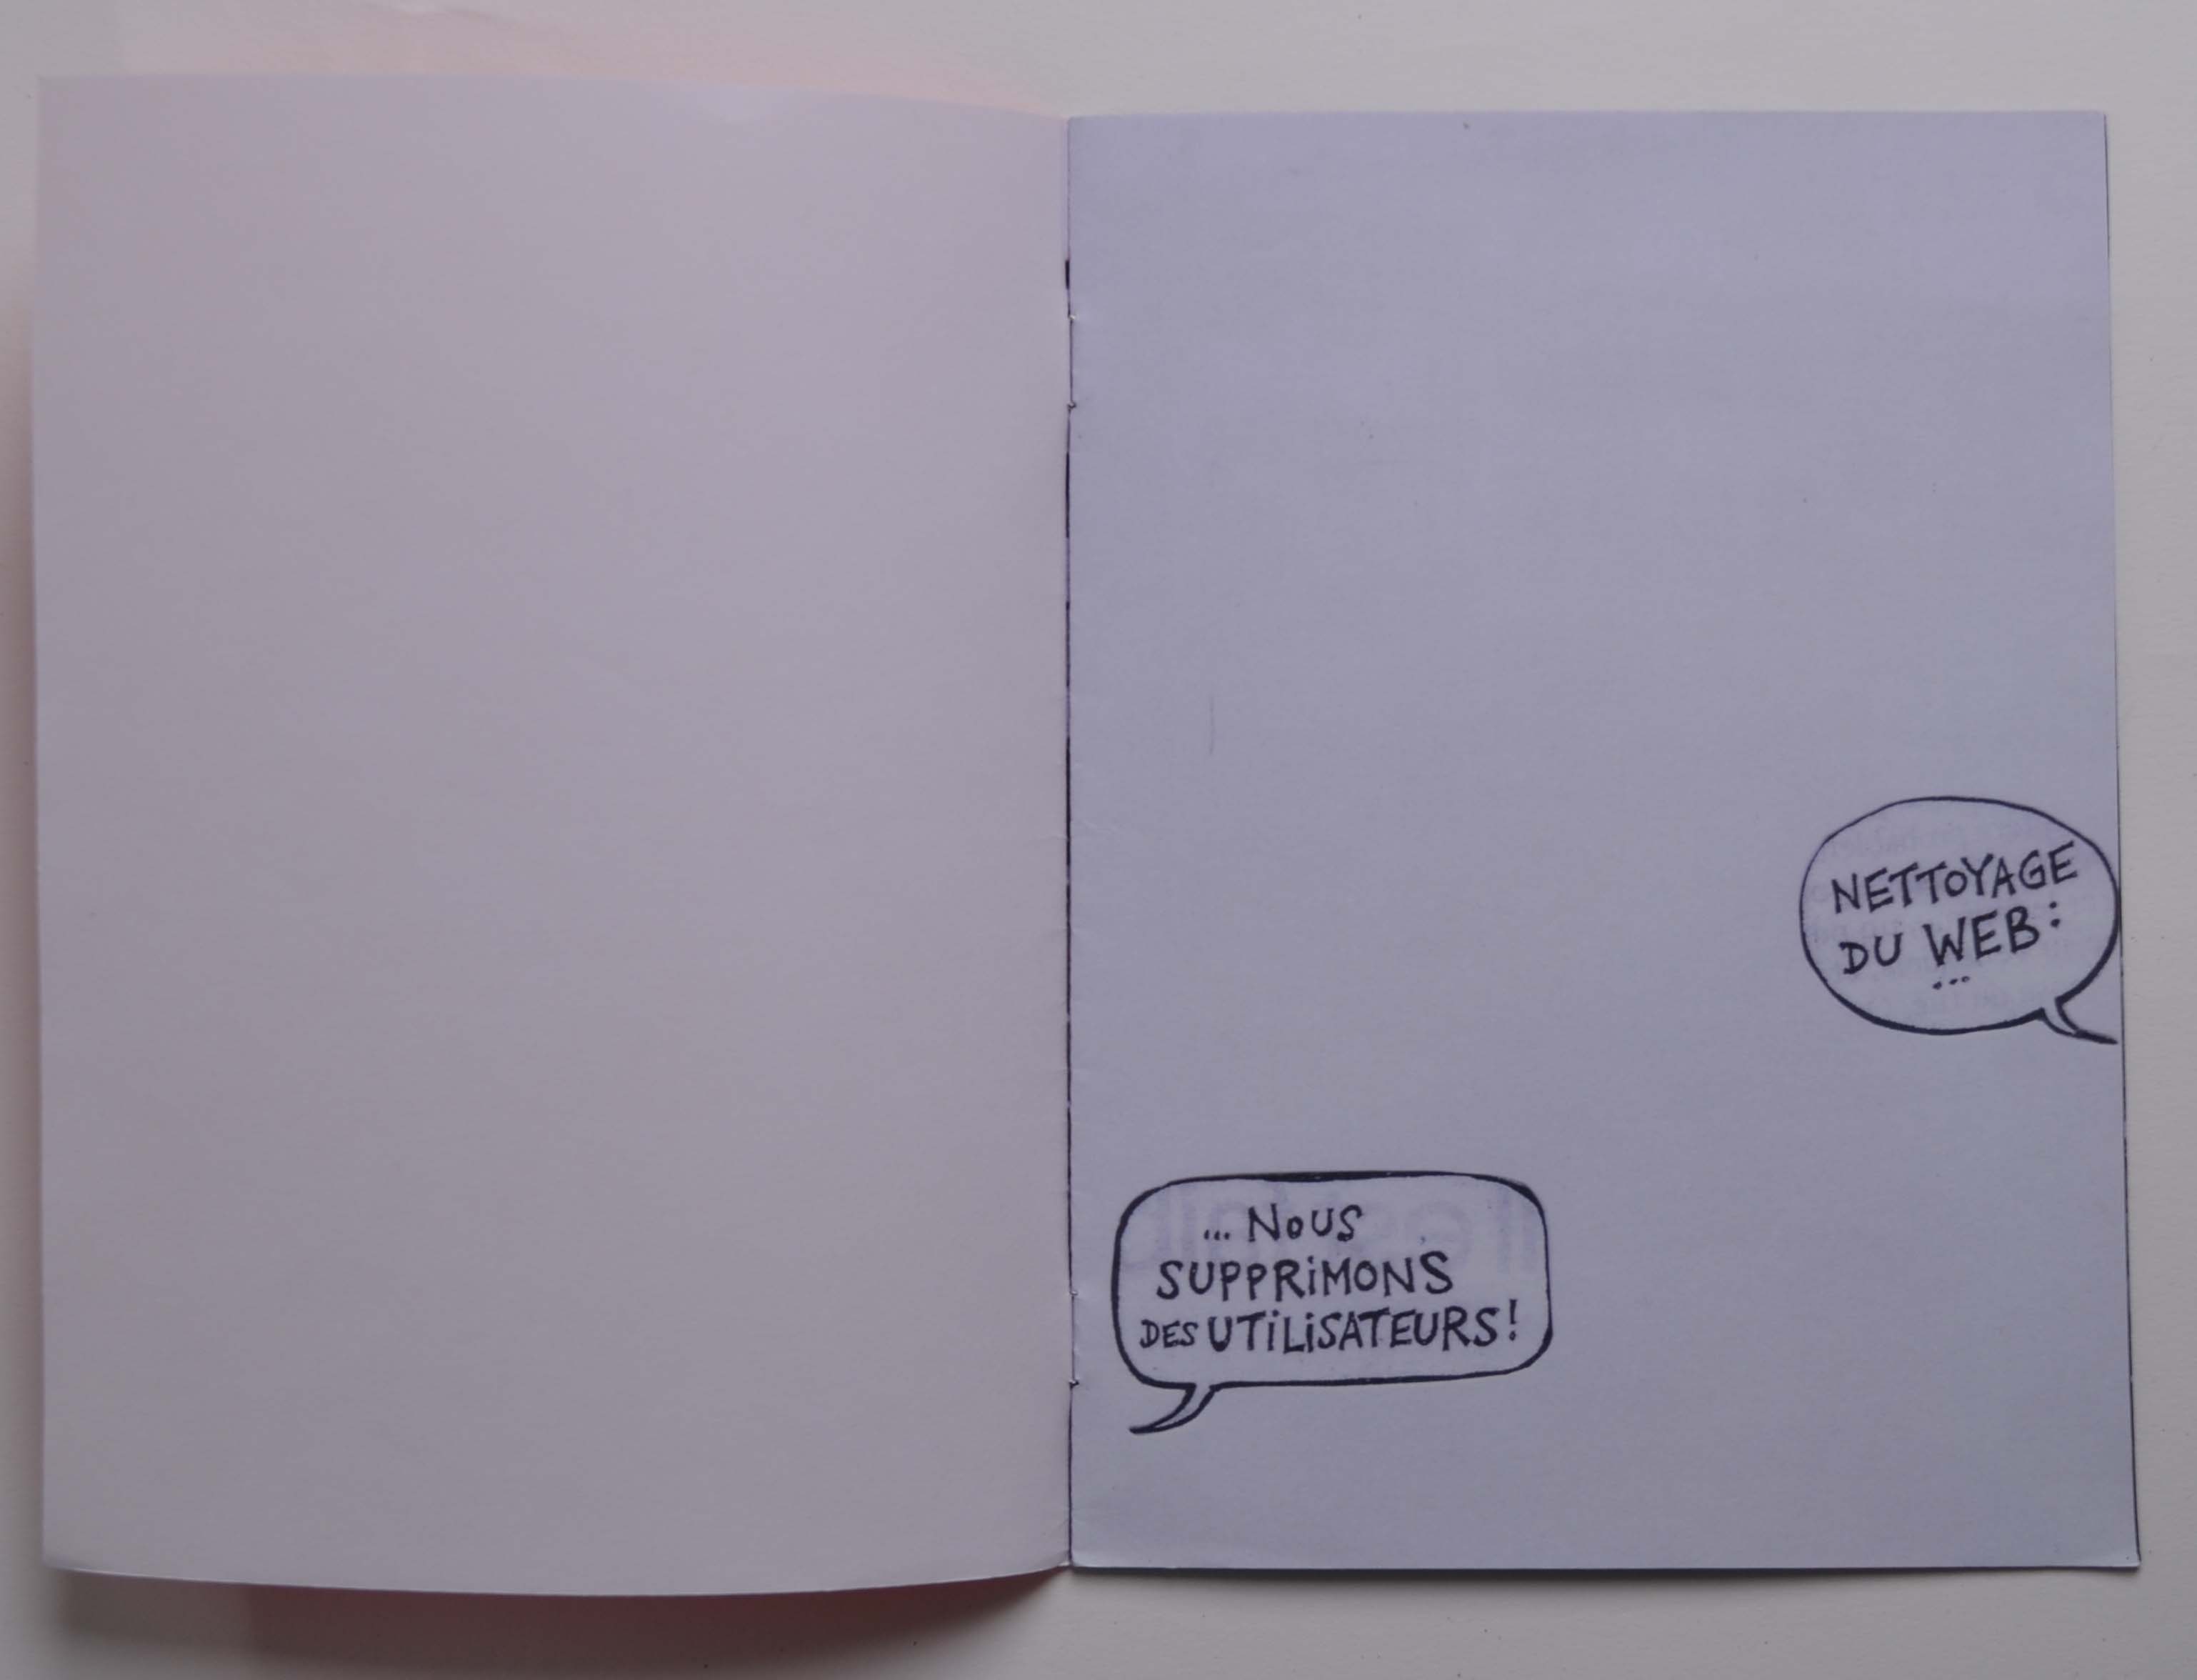 NETTOYAGE
DU WEB:
...
... NOUS
SUPPRiMONS
DES UTiLiSATEURS!